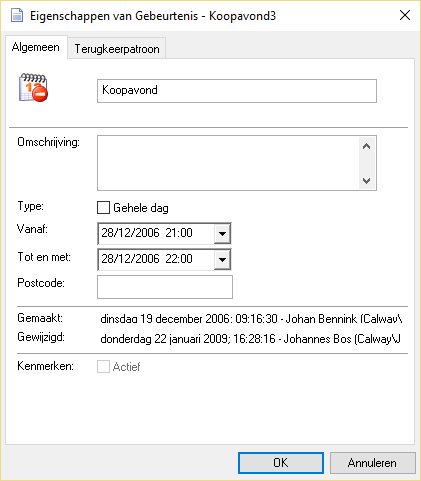 Eigenschappen van Gebeurtenis - Koopavond3
Algemeen Terugkeerpatroon
Koopavond
Omschrijving:
Type: Gehele dag
Vanaf: 28/12/2006 21:00
Tot en met: 28/12/2006 22:00
Postcode:
Gemaakt: dinsdag 19 december 2006; 09:16:30 - Johan Bennink (Calway\
Gewijzigd: donderdag 22 januari 2009; 16:28:16 - Johannes Bos (Calway\J
Kenmerken: Actief
OK Annuleren